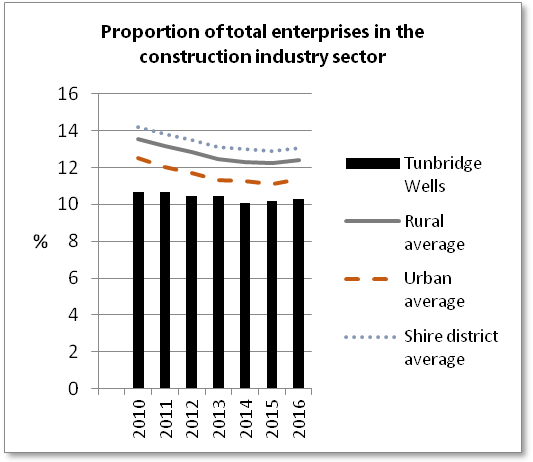 Proportion of total enterprises in the
construction industry sector
16
14
12
10
8
6
4
2
0
%
2010
2011
2012
2013
2014
2015
2016
Tunbridge
Wells
Rural
average
Urban
average
Shire district
average